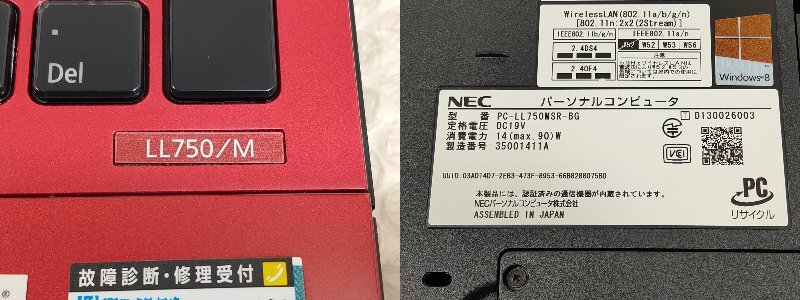 Del
LL750/M
故障診断・修理受付
WirelessLAN(802.11a/b/g/n)
[802.11n:2x2(2Stream)]
IEEE802.11b/g/n
IEEE802.11a/n
2.4DS4
J52 W52 W53 W56
2.4OF4
注意
Windows 8
NEC パーソナルコンピュータ
型 番 PC-LL750MSR-BG
定格電圧 DC19V
消費電力 14(max.90)W
製造番号 35001411A
T D130026003
VCI
本製品には、認証済みの通信機器が内蔵されています。
NECパーソナルコンピュータ株式会社
ASSEMBLED IN JAPAN
PC
リサイクル